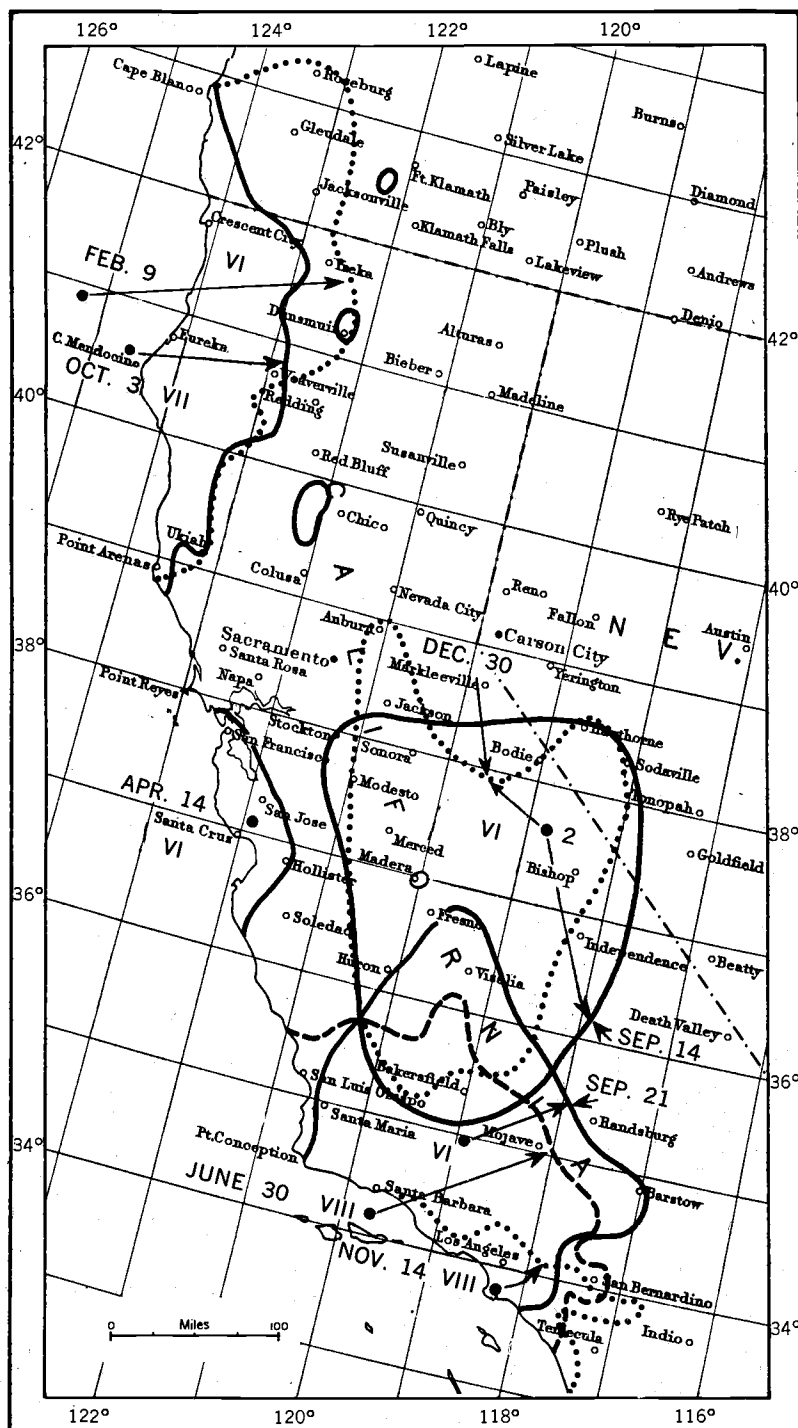 126° 124° 122° 120°
Lapine
Cape Blan
Roseburg
Burns
Glendale
Silver Lake
42°
Ft. Klamath
Paisley
Diamond
Jacksonville
Bly
Crescent City
Klamath Falls
Plush
VI
Lakeview
Andrews
FEB. 9
Yreka
Denio
Dunsmuir
Alturas
42°
Eureka
C. Mendocino
Bieber
OCT. 3 VII
Weaverville
Madeline
40°
Redding
Susanville
Red Bluff
C
Chico
Quincy
Rye Patch
Ukiah
Point Arenas
Colusa
A
Reno
40°
Nevada City
Fallon
N E V.
Austin
Auburn
Carson City
38°
Sacramento
L
DEC. 30
Santa Rosa
Markleeville
Yerington
Napa
Point Reyes
Jackson
I
Stockton
Hawthorne
San Francisco
Sonora
Bodie
Sodaville
F
Modesto
Tonopah
APR. 14
VI
2
San Jose
Merced
38°
Santa Cruz
Goldfield
VI
Madera
Bishop
Hollister
36°
O
Fresno
Soledad
Independence
Huron
R
Visalia
Beatty
N
Death Valley
SEP. 14
I
Bakersfield
36°
San Luis Obispo
SEP. 21
Santa Maria
Randsburg
Mojave
34°
Pt. Conception
VI
A
JUNE 30
Barstow
VIII
Santa Barbara
Los Angeles
NOV. 14 VIII
San Bernardino
Miles
0 100
Temecula
Indio
34°
122° 120° 118° 116°